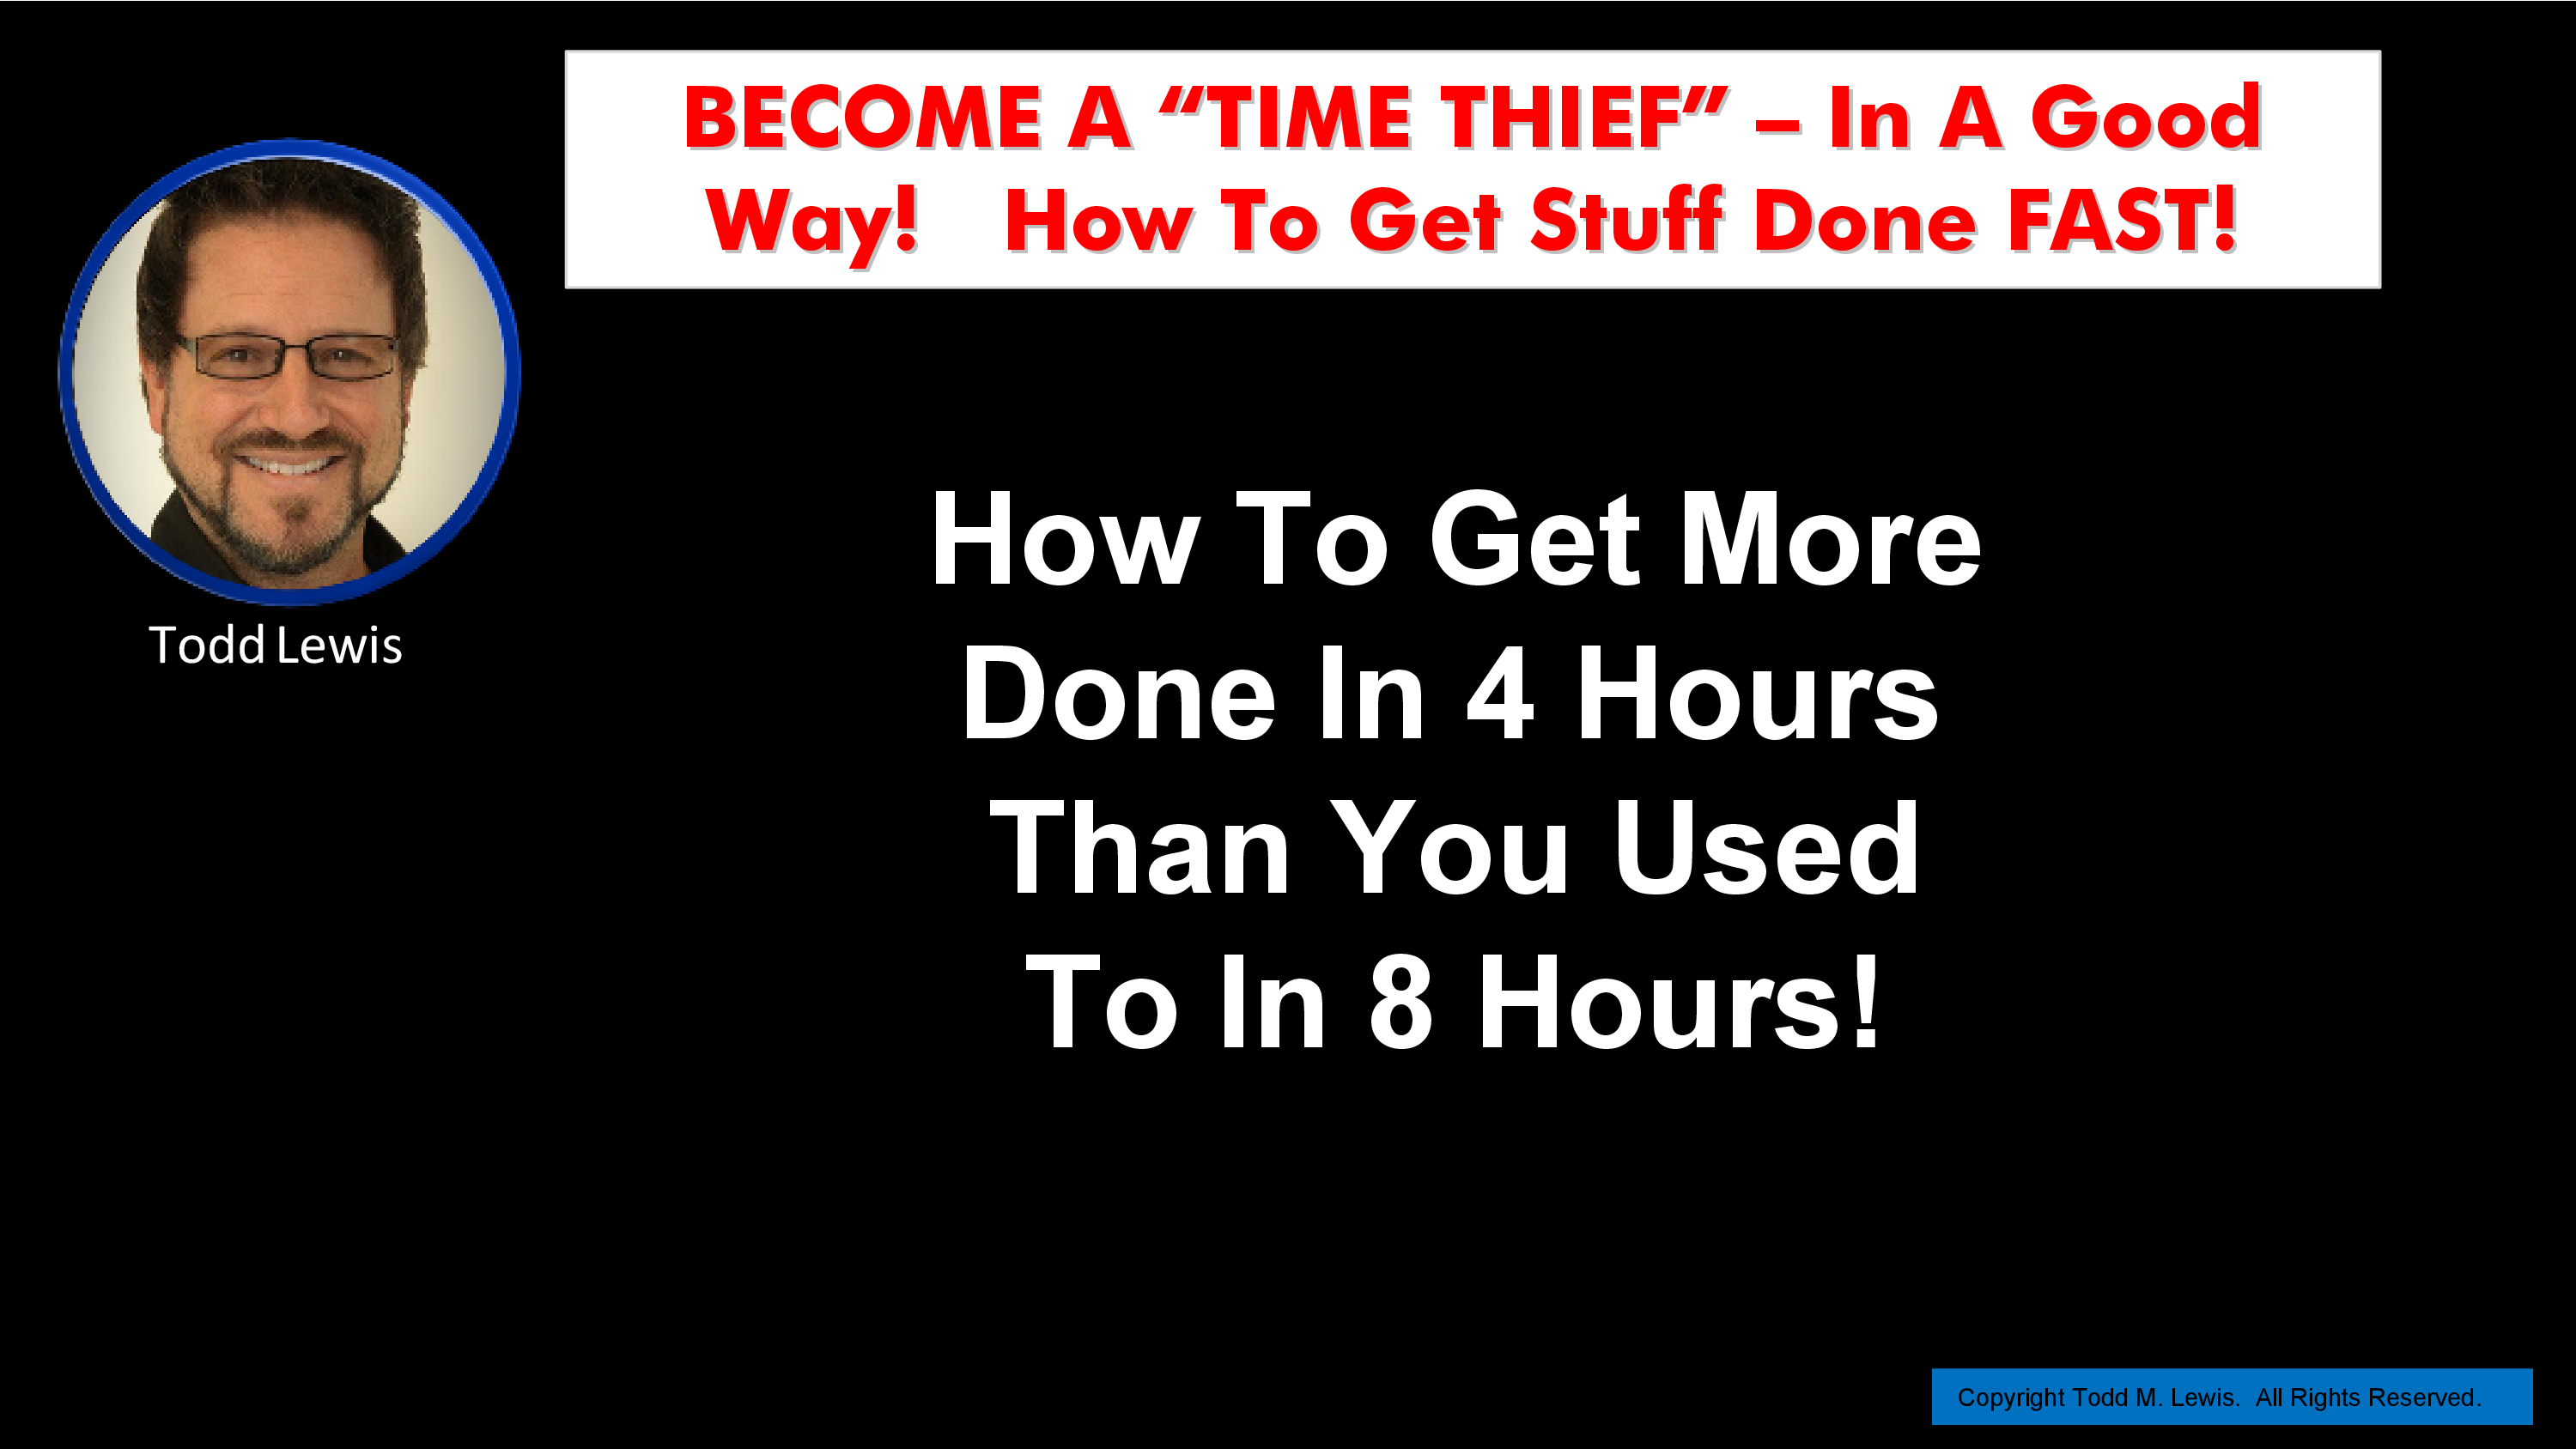 BECOME A “TIME THIEF” – In A Good
Way!   How To Get Stuff Done FAST!
Todd Lewis
How To Get More
Done In 4 Hours
Than You Used
To In 8 Hours!
Copyright Todd M. Lewis.  All Rights Reserved.